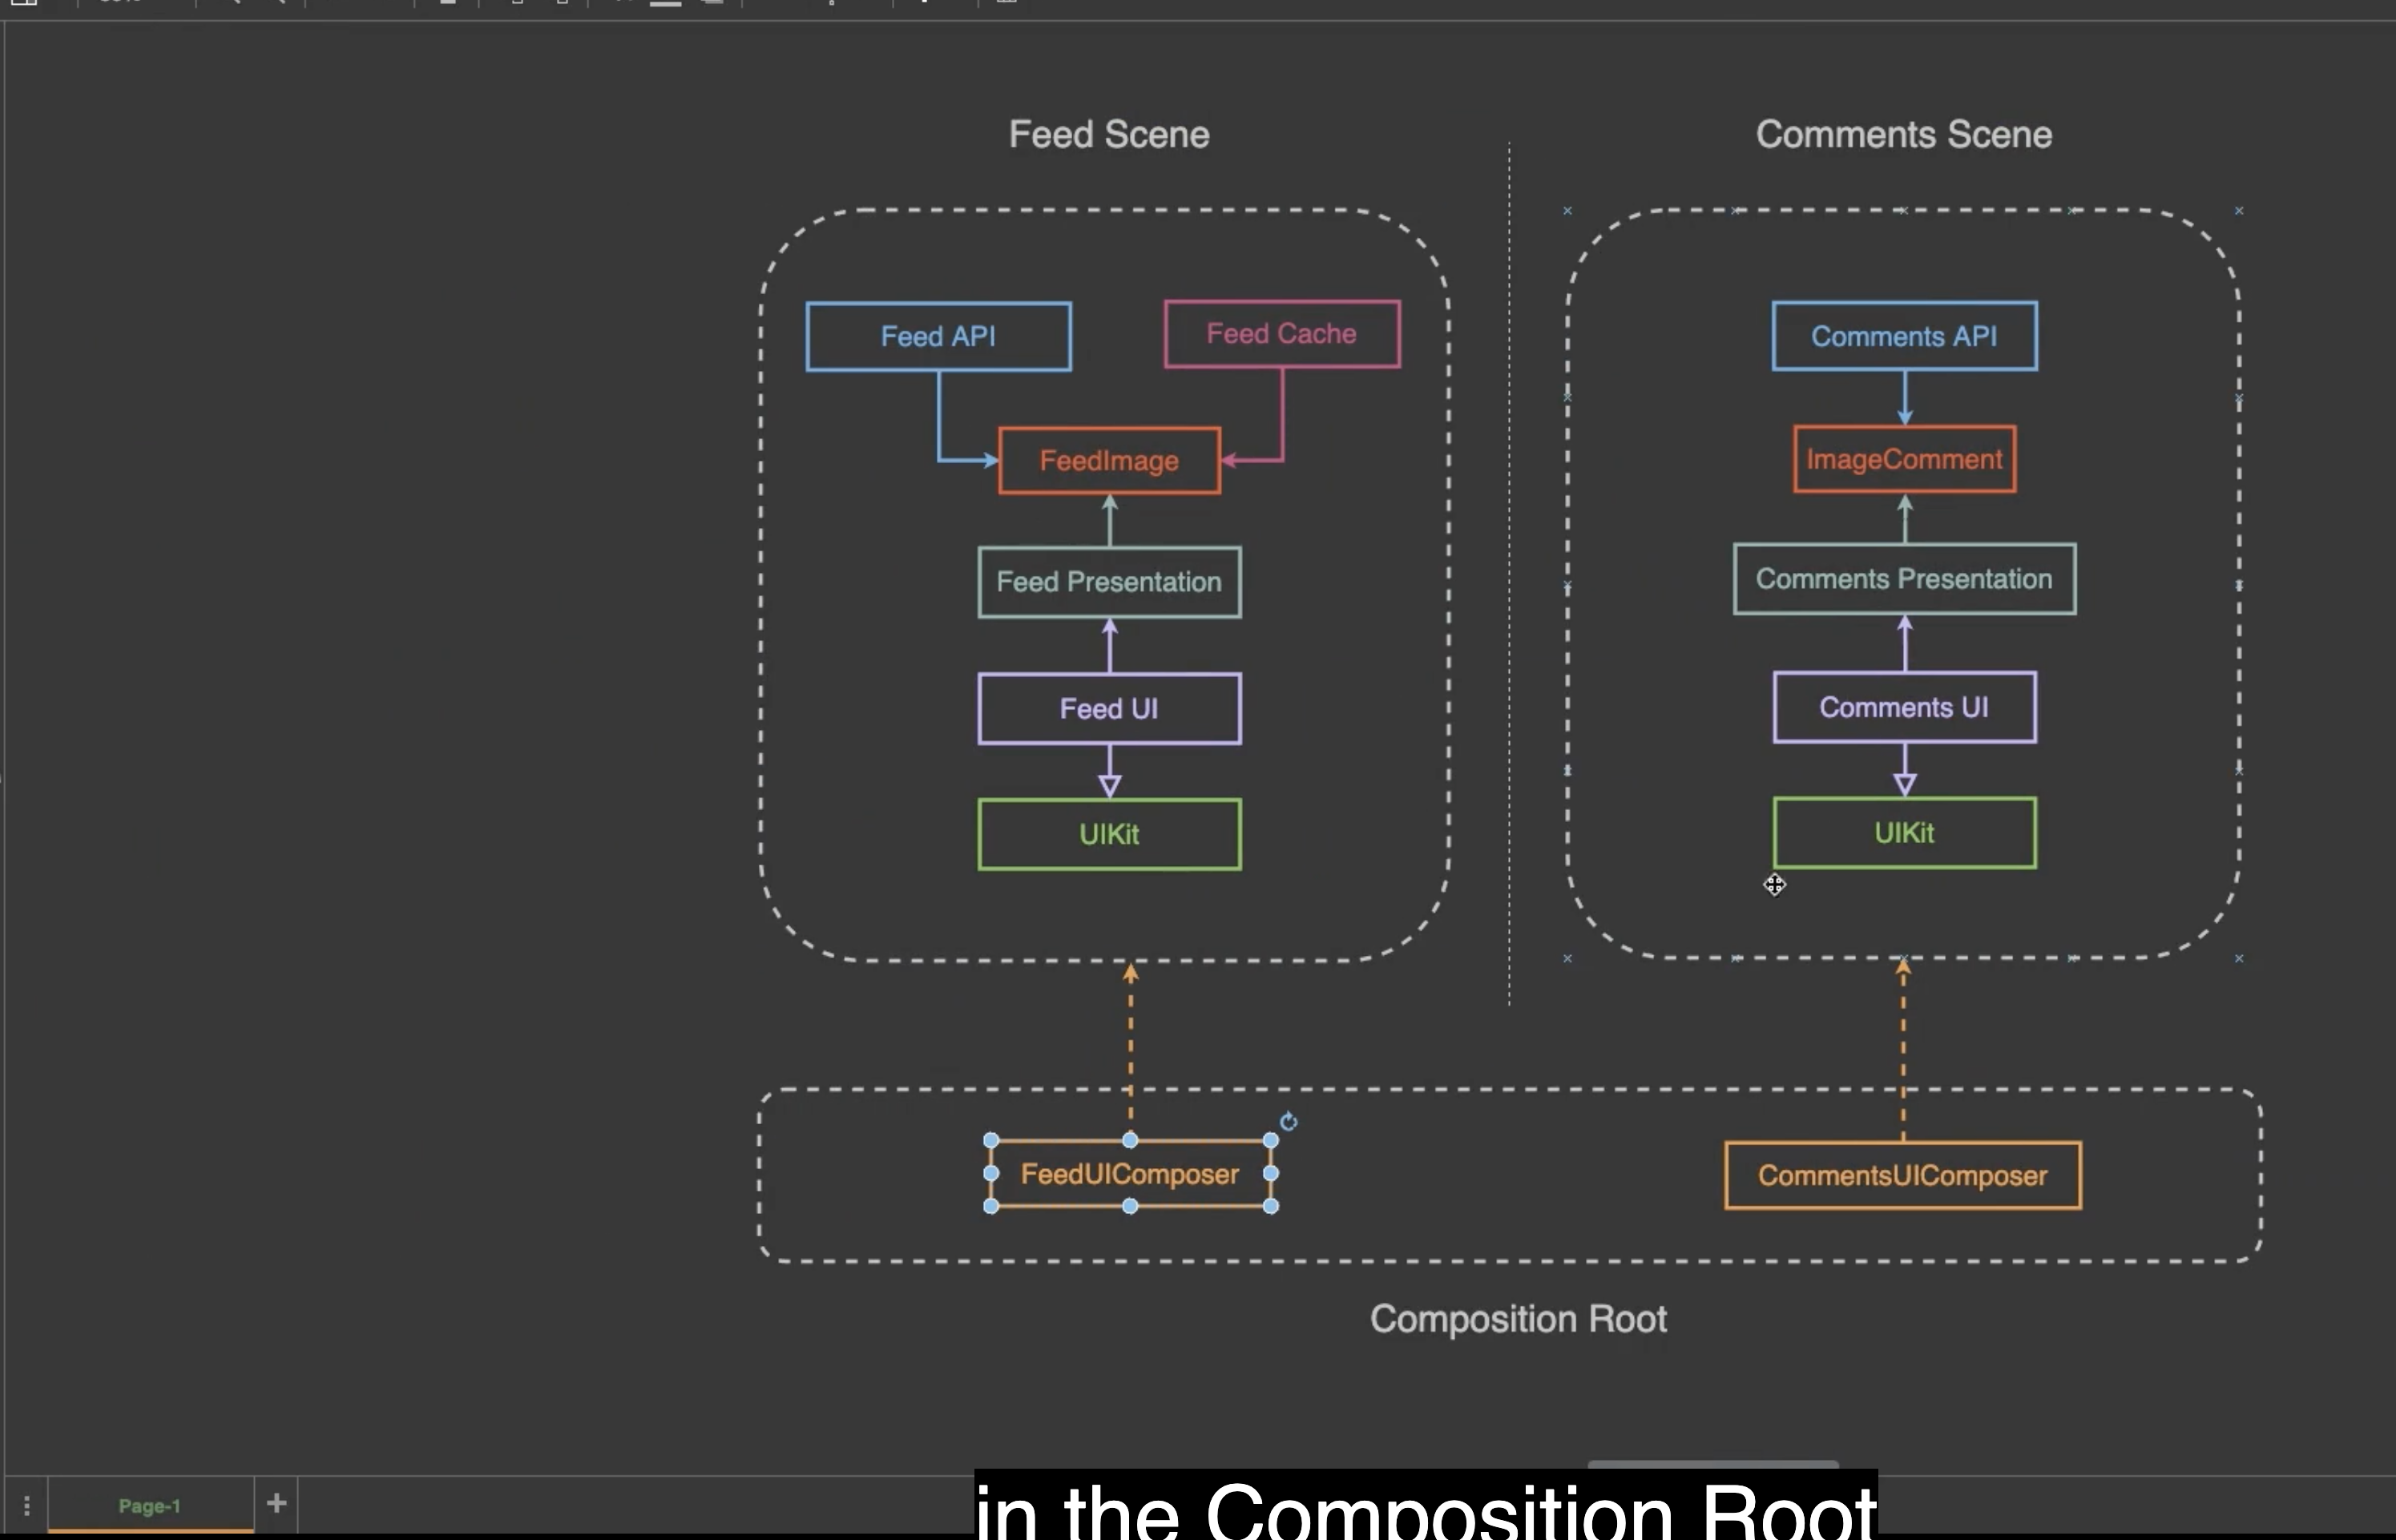 Feed Scene
Comments Scene
Feed API
Feed Cache
FeedImage
Feed Presentation
Feed UI
UIKit
Comments API
ImageComment
Comments Presentation
Comments UI
UIKit
FeedUIComposer
CommentsUIComposer
Composition Root
Page-1
in the Composition Root